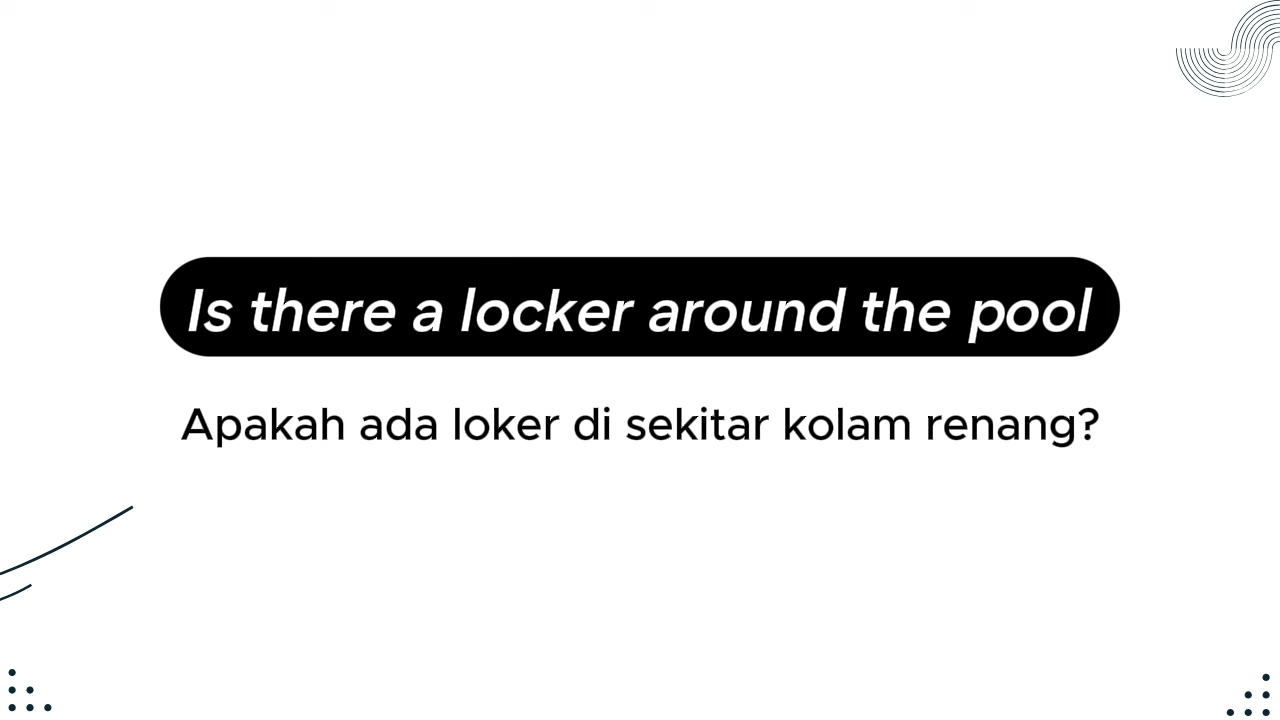 Is there a locker around the pool
Apakah ada loker di sekitar kolam renang?